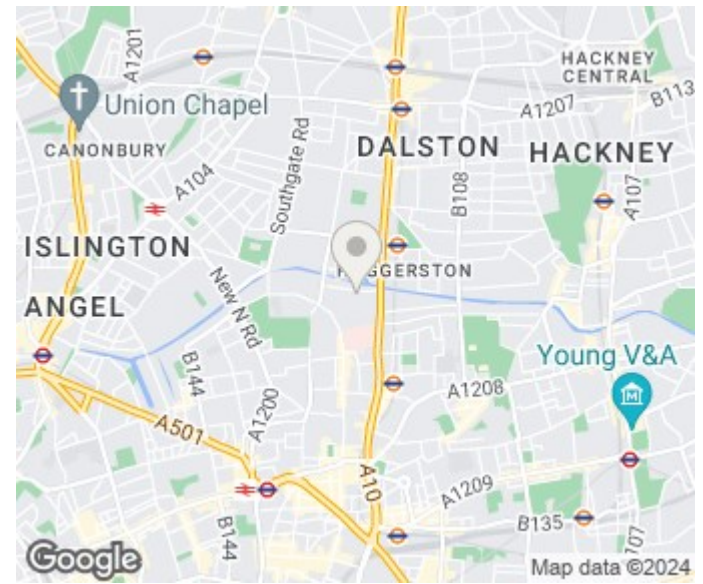 A1201
HACKNEY
CENTRAL
B113
Union Chapel
A1207
Southgate Rd
CANONBURY
DALSTON
HACKNEY
A104
B108
A107
ISLINGTON
GGERSTON
New N Rd
ANGEL
Young V&A
B144
A1208
A1200
A501
A10
A1209
B135
B144
707
Google
Map data ©2024